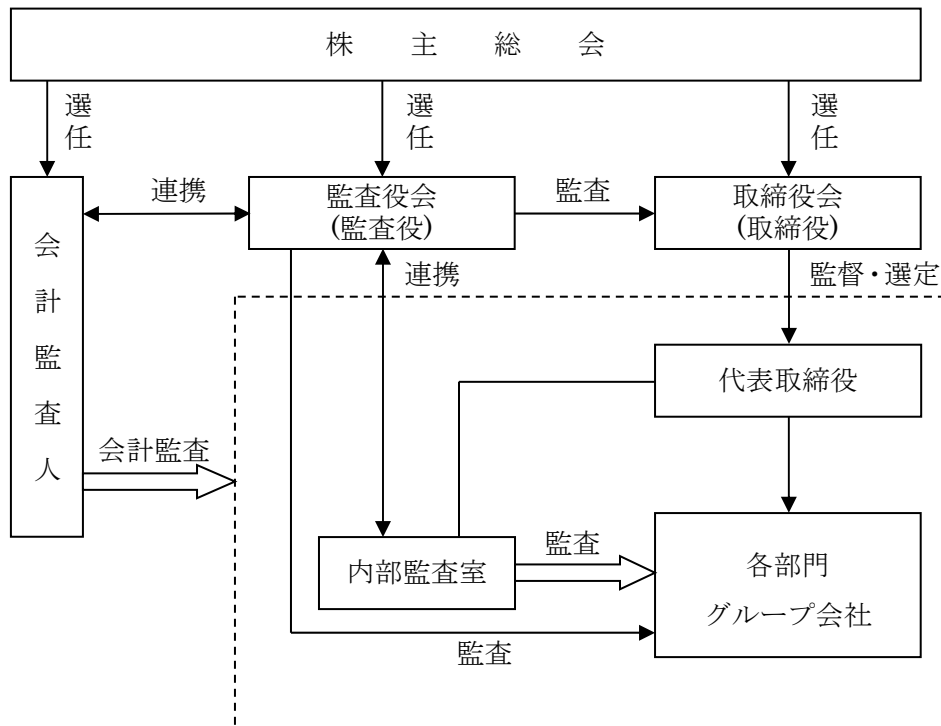 株主総会
選任
選任
選任
連携
監査役会
(監査役)
監査
取締役会
(取締役)
会計監査人
連携
監督・選定
代表取締役
会計監査
内部監査室
監査
各部門
グループ会社
監査